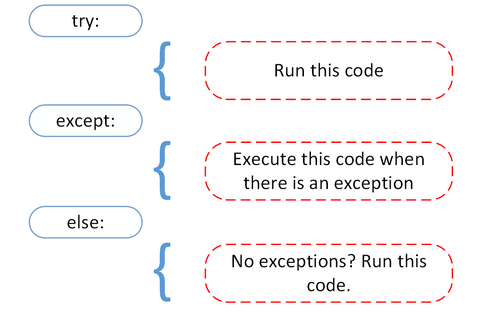 try:
Run this code
except:
Execute this code when
there is an exception
else:
No exceptions? Run this
code.